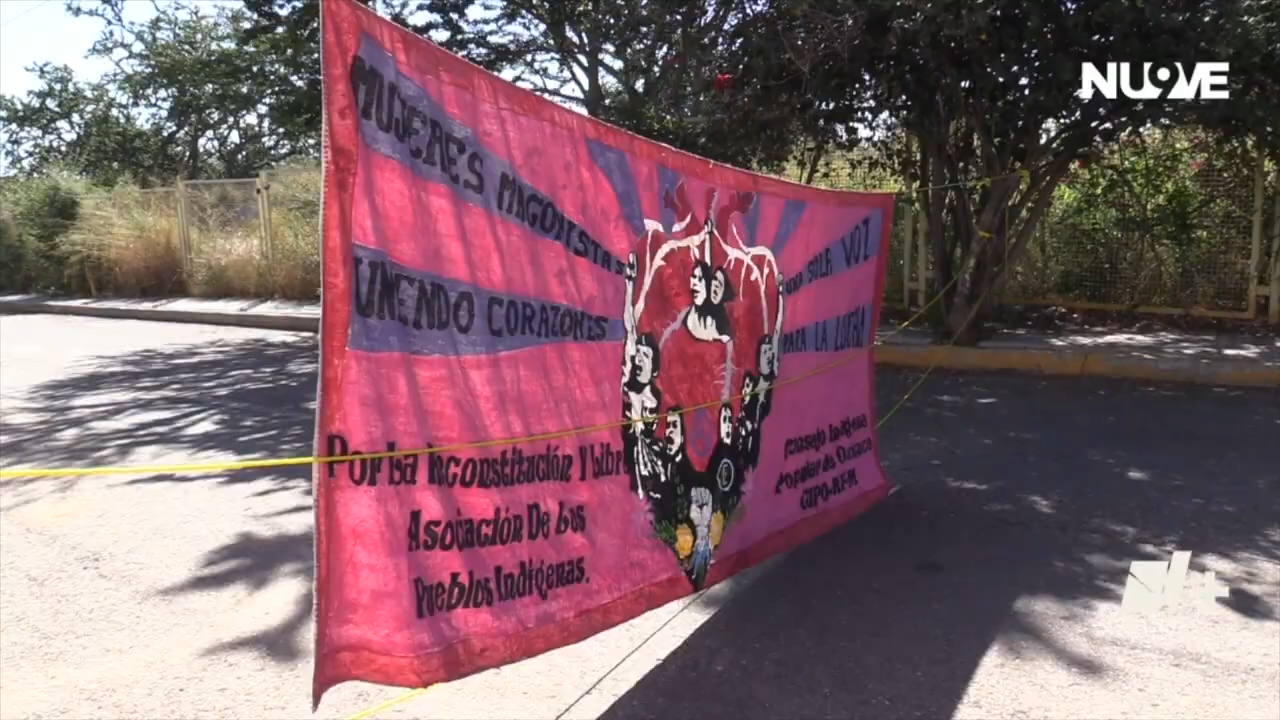 NUOVE
MUJERES MAGONISTAS
UNIENDO CORAZONES
UNA SOLA VOZ
PARA LA LUCHA!
Por La Reconstitución Y Libre
Asociación De Los
Pueblos Indígenas.
Consejo Indígena
Popular de Oaxaca
CIPO-RFM
N+